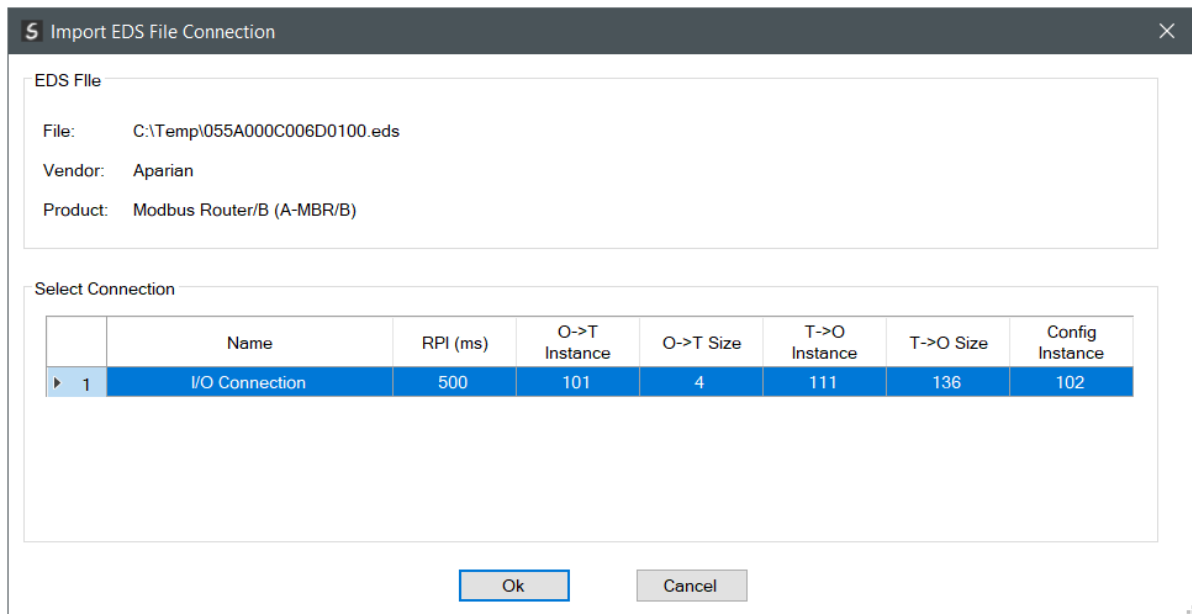 S Import EDS File Connection
EDS FIle
File: C:\Temp\055A000C006D0100.eds
Vendor: Aparian
Product: Modbus Router/B (A-MBR/B)
Select Connection
Name RPI (ms) O->T Instance O->T Size T->O Instance T->O Size Config Instance
1 I/O Connection 500 101 4 111 136 102
Ok Cancel